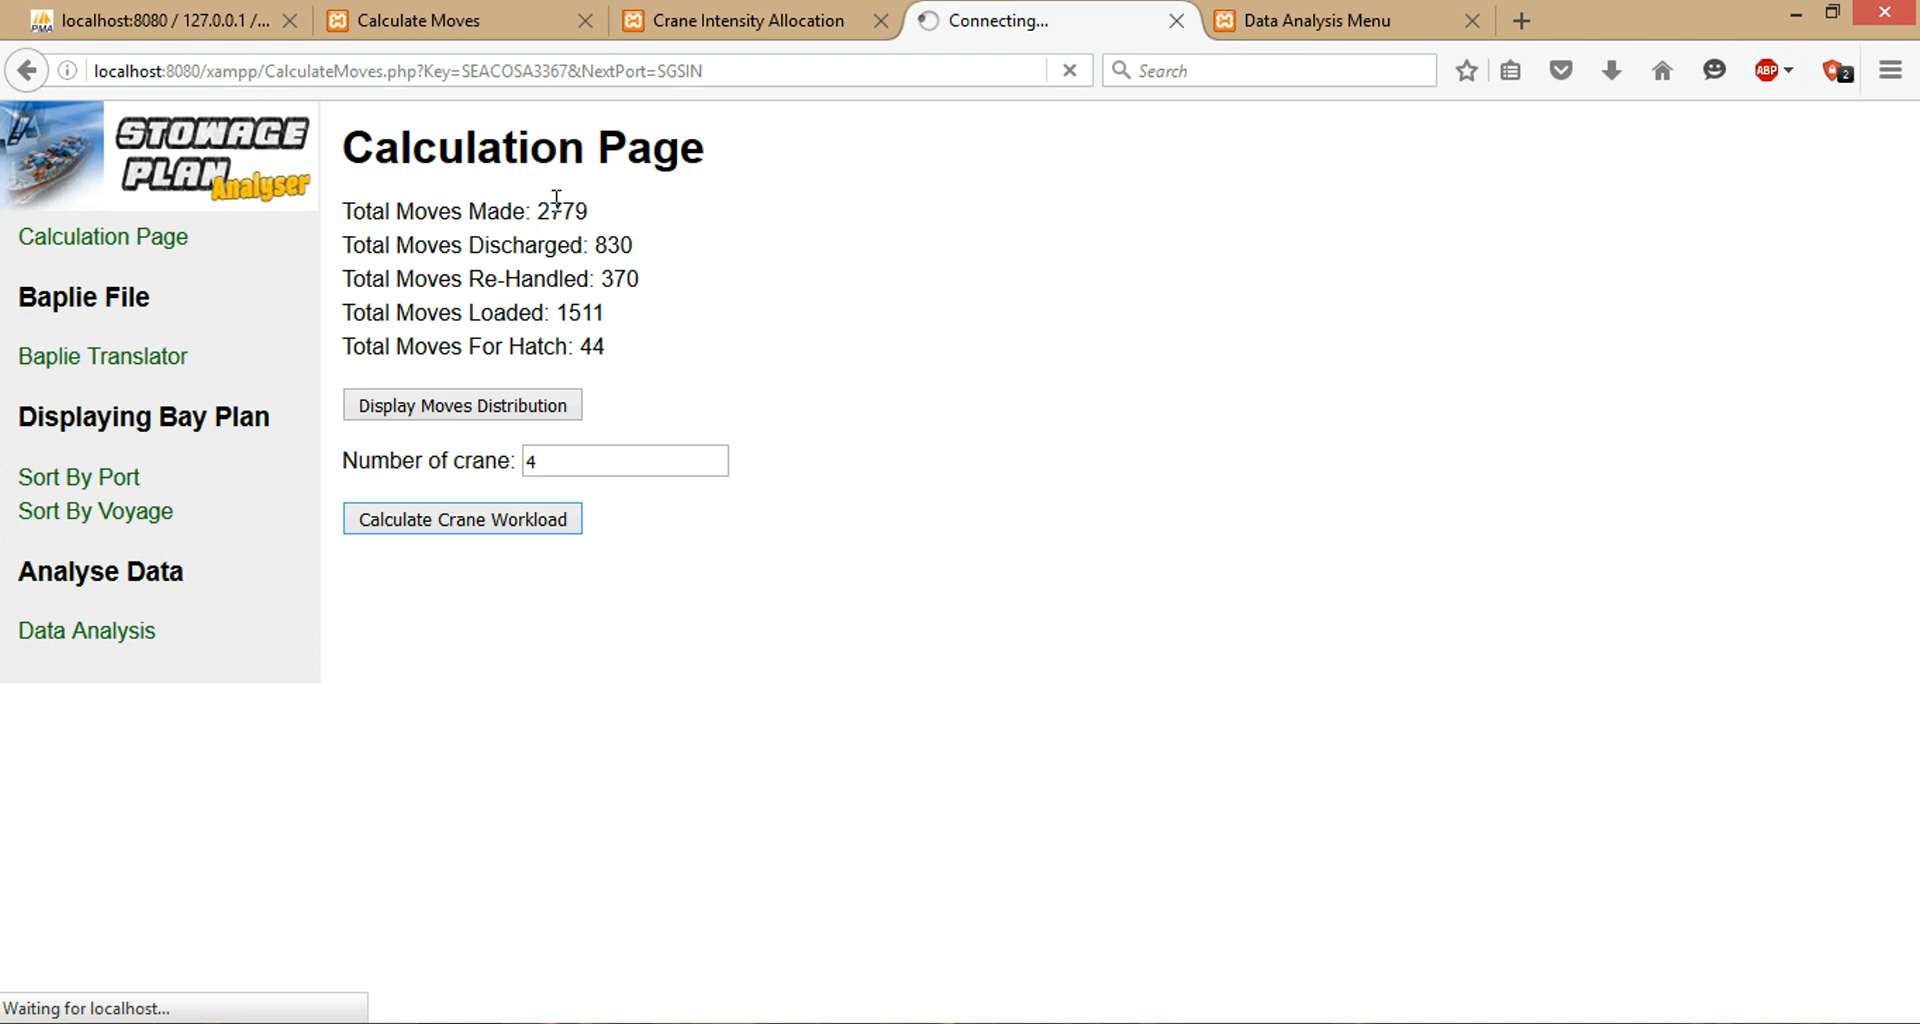 localhost:8080 / 127.0.0.1 /...
Calculate Moves
Crane Intensity Allocation
Connecting...
Data Analysis Menu
localhost:8080/xampp/CalculateMoves.php?Key=SEACOSA3367&NextPort=SGSIN
Search
ABP
2
STOWAGE
PLAN Analyser
Calculation Page
Baplie File
Baplie Translator
Displaying Bay Plan
Sort By Port
Sort By Voyage
Analyse Data
Data Analysis
Calculation Page
Total Moves Made: 2779
Total Moves Discharged: 830
Total Moves Re-Handled: 370
Total Moves Loaded: 1511
Total Moves For Hatch: 44
Display Moves Distribution
Number of crane: 4
Calculate Crane Workload
Waiting for localhost...